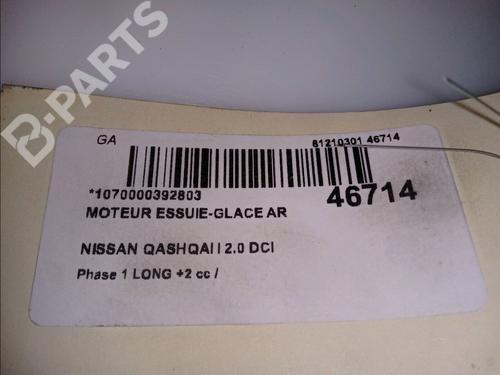 B-PARTS
GA
81210301 46714
*1070000392803
46714
MOTEUR ESSUIE-GLACE AR
NISSAN QASHQAI I 2.0 DCI
Phase 1 LONG +2 cc /